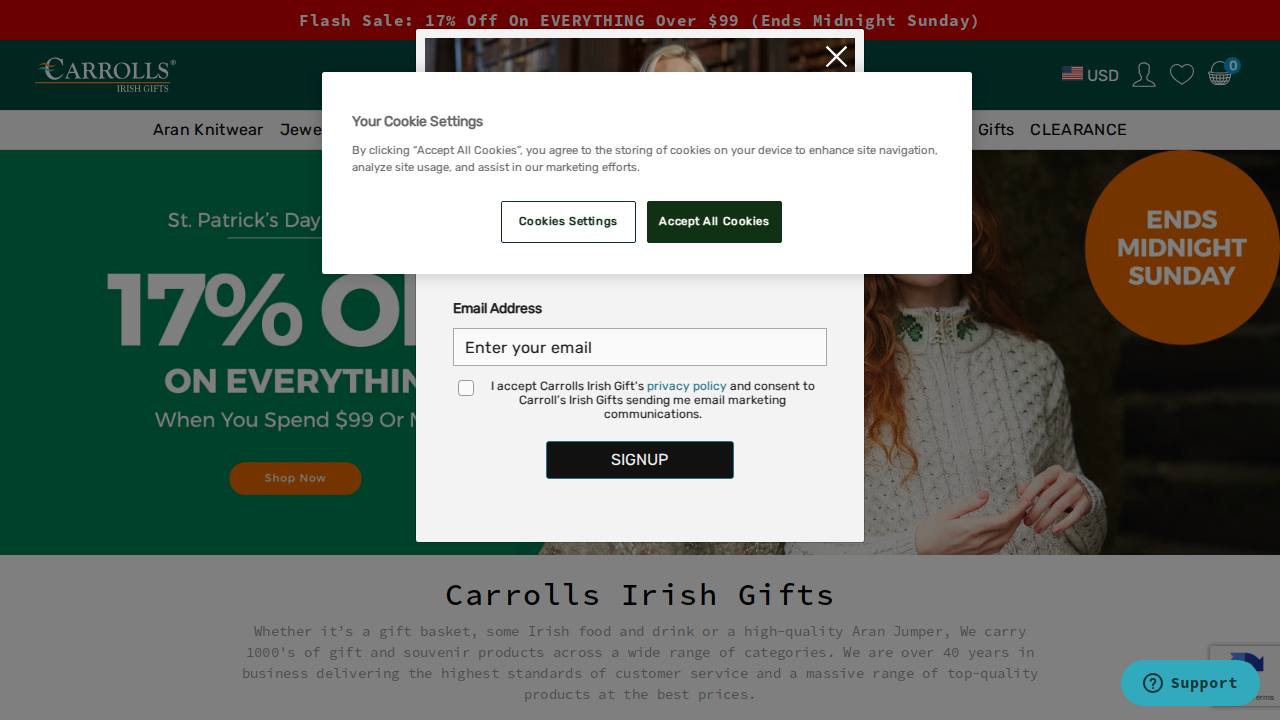 Flash Sale: 17% Off On EVERYTHING Over $99 (Ends Midnight Sunday)
CARROLLS®
IRISH GIFTS
USD
0
Aran Knitwear Jewe
Gifts CLEARANCE
Your Cookie Settings
By clicking “Accept All Cookies”, you agree to the storing of cookies on your device to enhance site navigation,
analyze site usage, and assist in our marketing efforts.
Cookies Settings
Accept All Cookies
St. Patrick's Day
17% O
ON EVERYTHIN
When You Spend $99 Or M
Shop Now
ENDS
MIDNIGHT
SUNDAY
Email Address
Enter your email
I accept Carrolls Irish Gift's privacy policy and consent to
Carroll's Irish Gifts sending me email marketing
communications.
SIGNUP
Carrolls Irish Gifts
Whether it’s a gift basket, some Irish food and drink or a high-quality Aran Jumper, We carry
1000's of gift and souvenir products across a wide range of categories. We are over 40 years in
business delivering the highest standards of customer service and a massive range of top-quality
products at the best prices.
Support